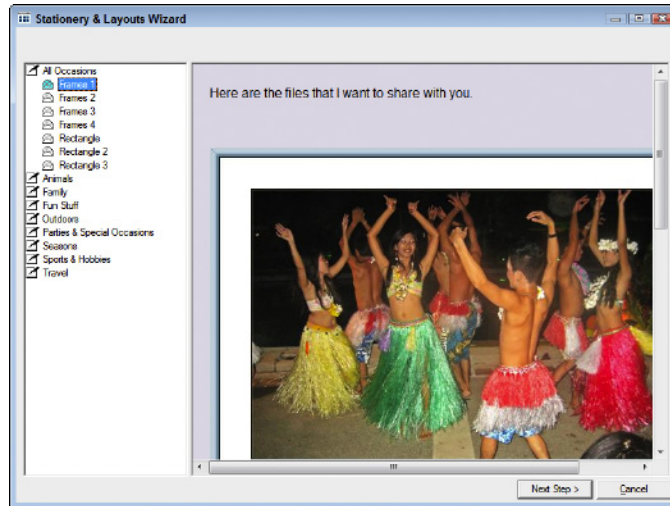 Stationery & Layouts Wizard
All Occasions
Frames 1
Frames 2
Frames 3
Frames 4
Rectangle
Rectangle 2
Rectangle 3
Animals
Family
Fun Stuff
Outdoors
Parties & Special Occasions
Seasons
Sports & Hobbies
Travel
Here are the files that I want to share with you.
Next Step >
Cancel